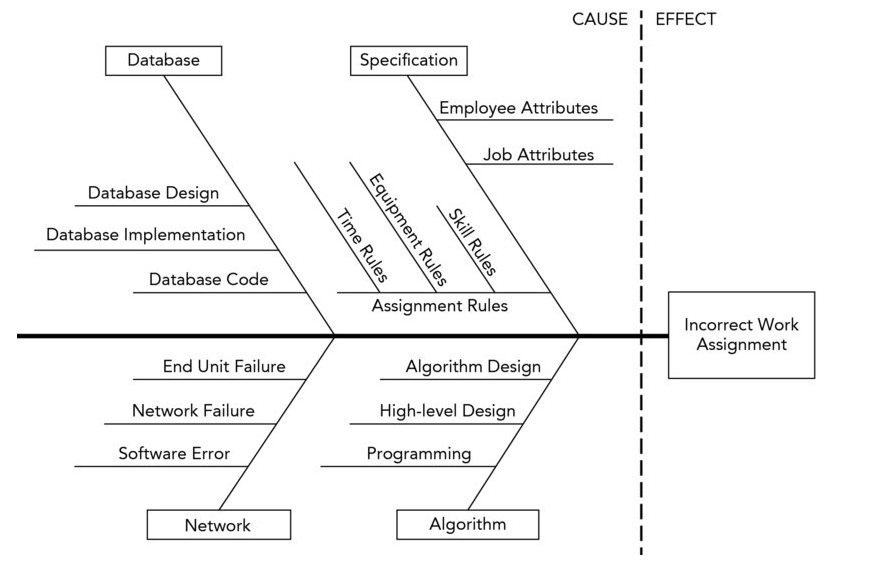 CAUSE
EFFECT
Database
Specification
Employee Attributes
Job Attributes
Database Design
Database Implementation
Database Code
Time Rules
Equipment Rules
Skill Rules
Assignment Rules
Incorrect Work
Assignment
End Unit Failure
Network Failure
Software Error
Algorithm Design
High-level Design
Programming
Network
Algorithm